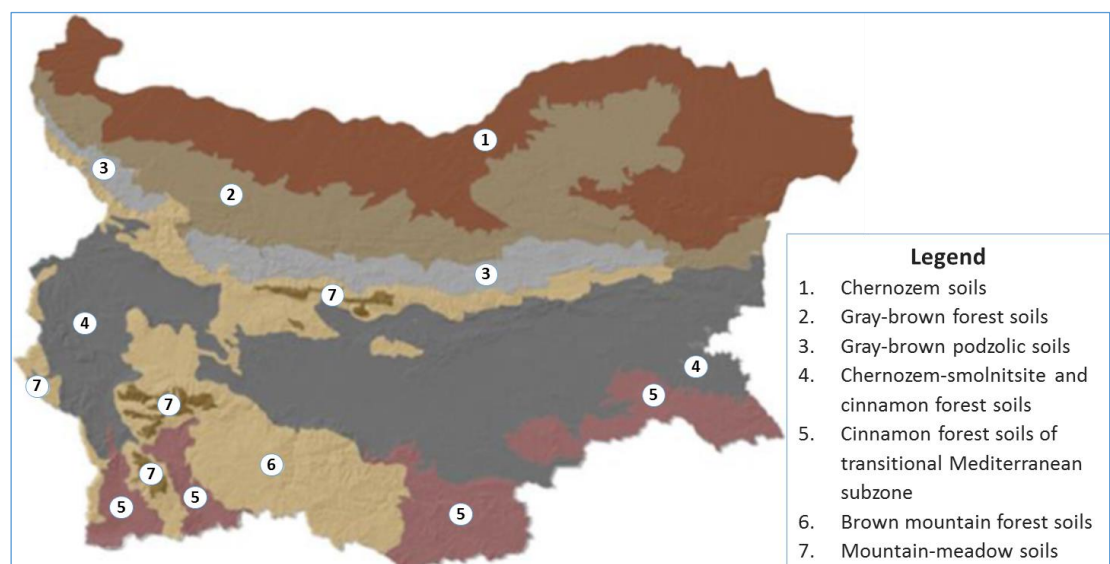 1
3
2
3
7
4
4
7
5
7
6
7
5
5
5
Legend
1. Chernozem soils
2. Gray-brown forest soils
3. Gray-brown podzolic soils
4. Chernozem-smolnitsite and
cinnamon forest soils
5. Cinnamon forest soils of
transitional Mediterranean
subzone
6. Brown mountain forest soils
7. Mountain-meadow soils